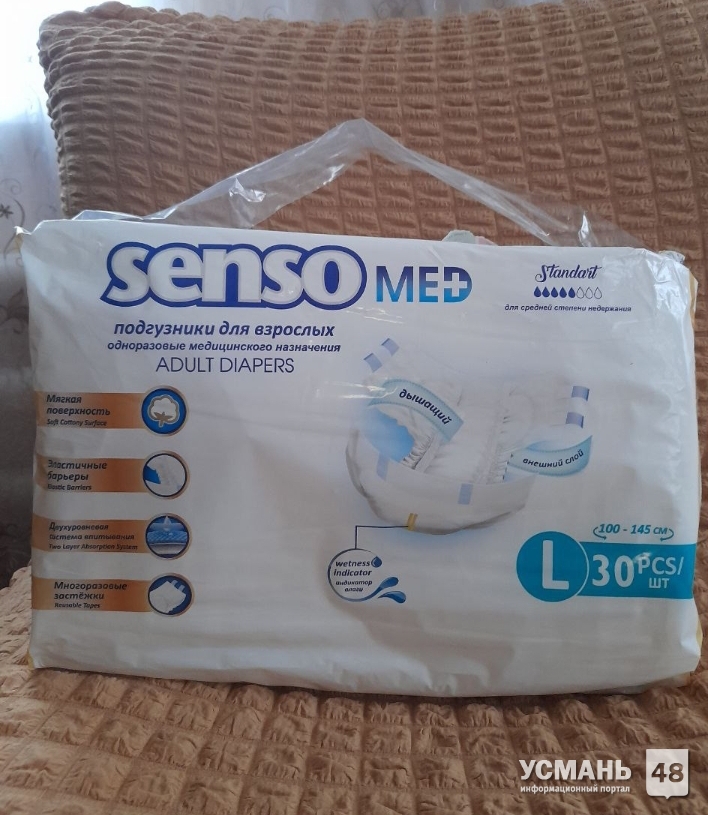 senso MED
Standart
для средней степени недержания
подгузники для взрослых
одноразовые медицинского назначения
ADULT DIAPERS
дышащий
внешний слой
Мягкая
поверхность
Soft Cottony Surface
Эластичные
барьеры
Elastic Barriers
Двухуровневая
система впитывания
Two Layer Absorption System
Многоразовые
застёжки
Reusable Tapes
wetness
indicator
индикатор
влаги
100 - 145 см
L 30 PCS/
ШТ
УСМАНЬ 48
информационный портал